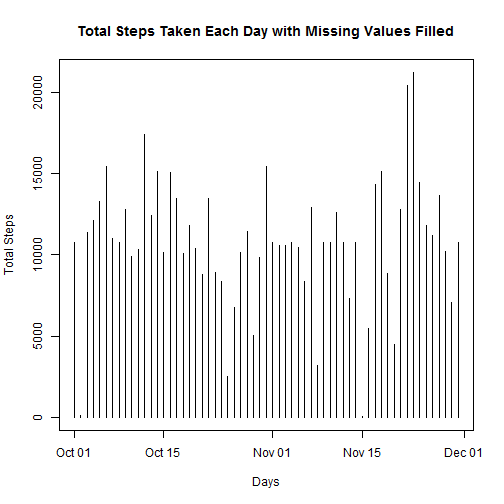 Total Steps Taken Each Day with Missing Values Filled
Total Steps
20000
15000
10000
5000
0
Oct 01 Oct 15 Nov 01 Nov 15 Dec 01
Days